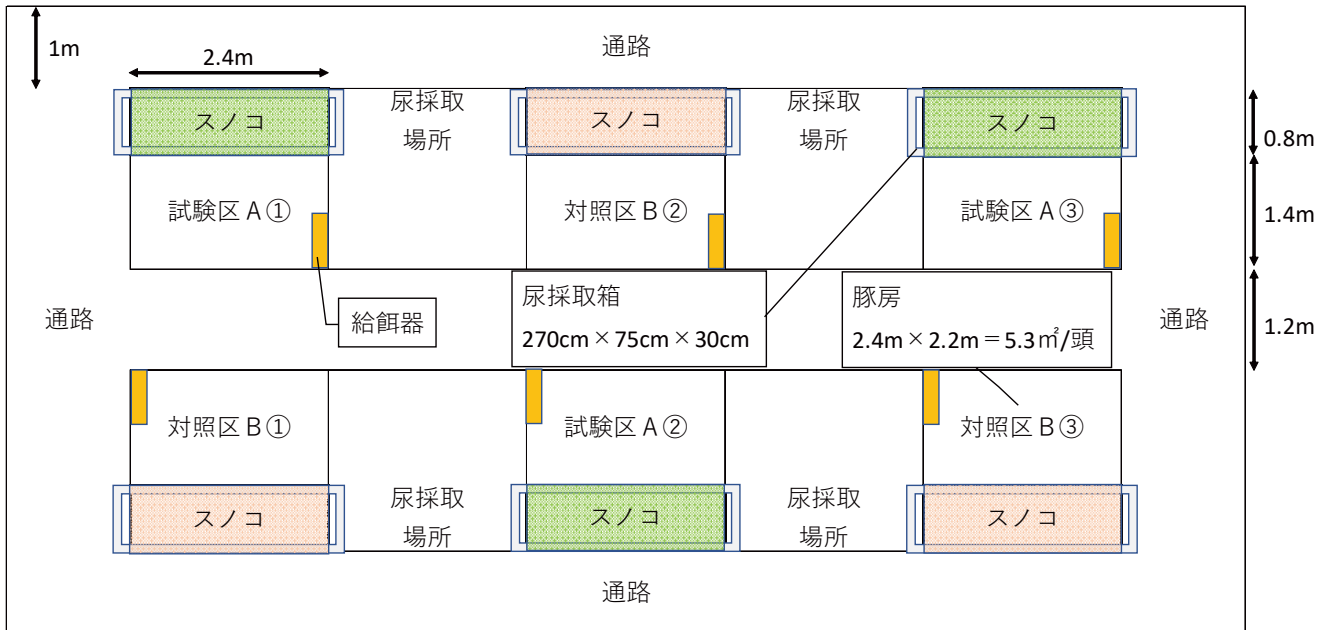 1m
通路
2.4m
尿採取
場所
尿採取
場所
スノコ
スノコ
スノコ
0.8m
試験区A①
対照区B②
試験区A③
1.4m
尿採取箱
270cm×75cm×30cm
豚房
2.4m×2.2m=5.3㎡/頭
給餌器
通路
通路
1.2m
対照区B①
試験区A②
対照区B③
尿採取
場所
尿採取
場所
スノコ
スノコ
スノコ
通路